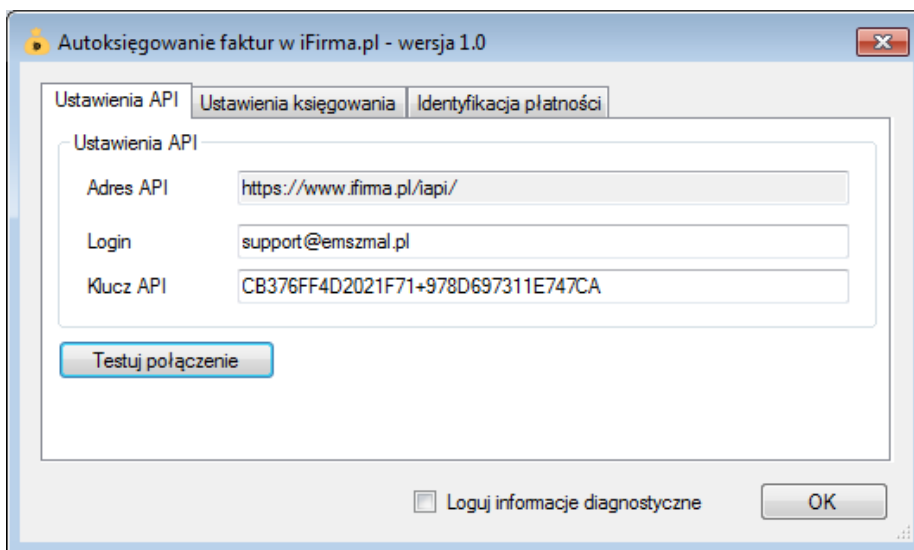 Autoksięgowanie faktur w iFirma.pl - wersja 1.0
Ustawienia API Ustawienia księgowania Identyfikacja płatności
Ustawienia API
Adres API https://www.ifirma.pl/iapi/
Login support@emszmal.pl
Klucz API CB376FF4D2021F71+978D697311E747CA
Testuj połączenie
Loguj informacje diagnostyczne OK